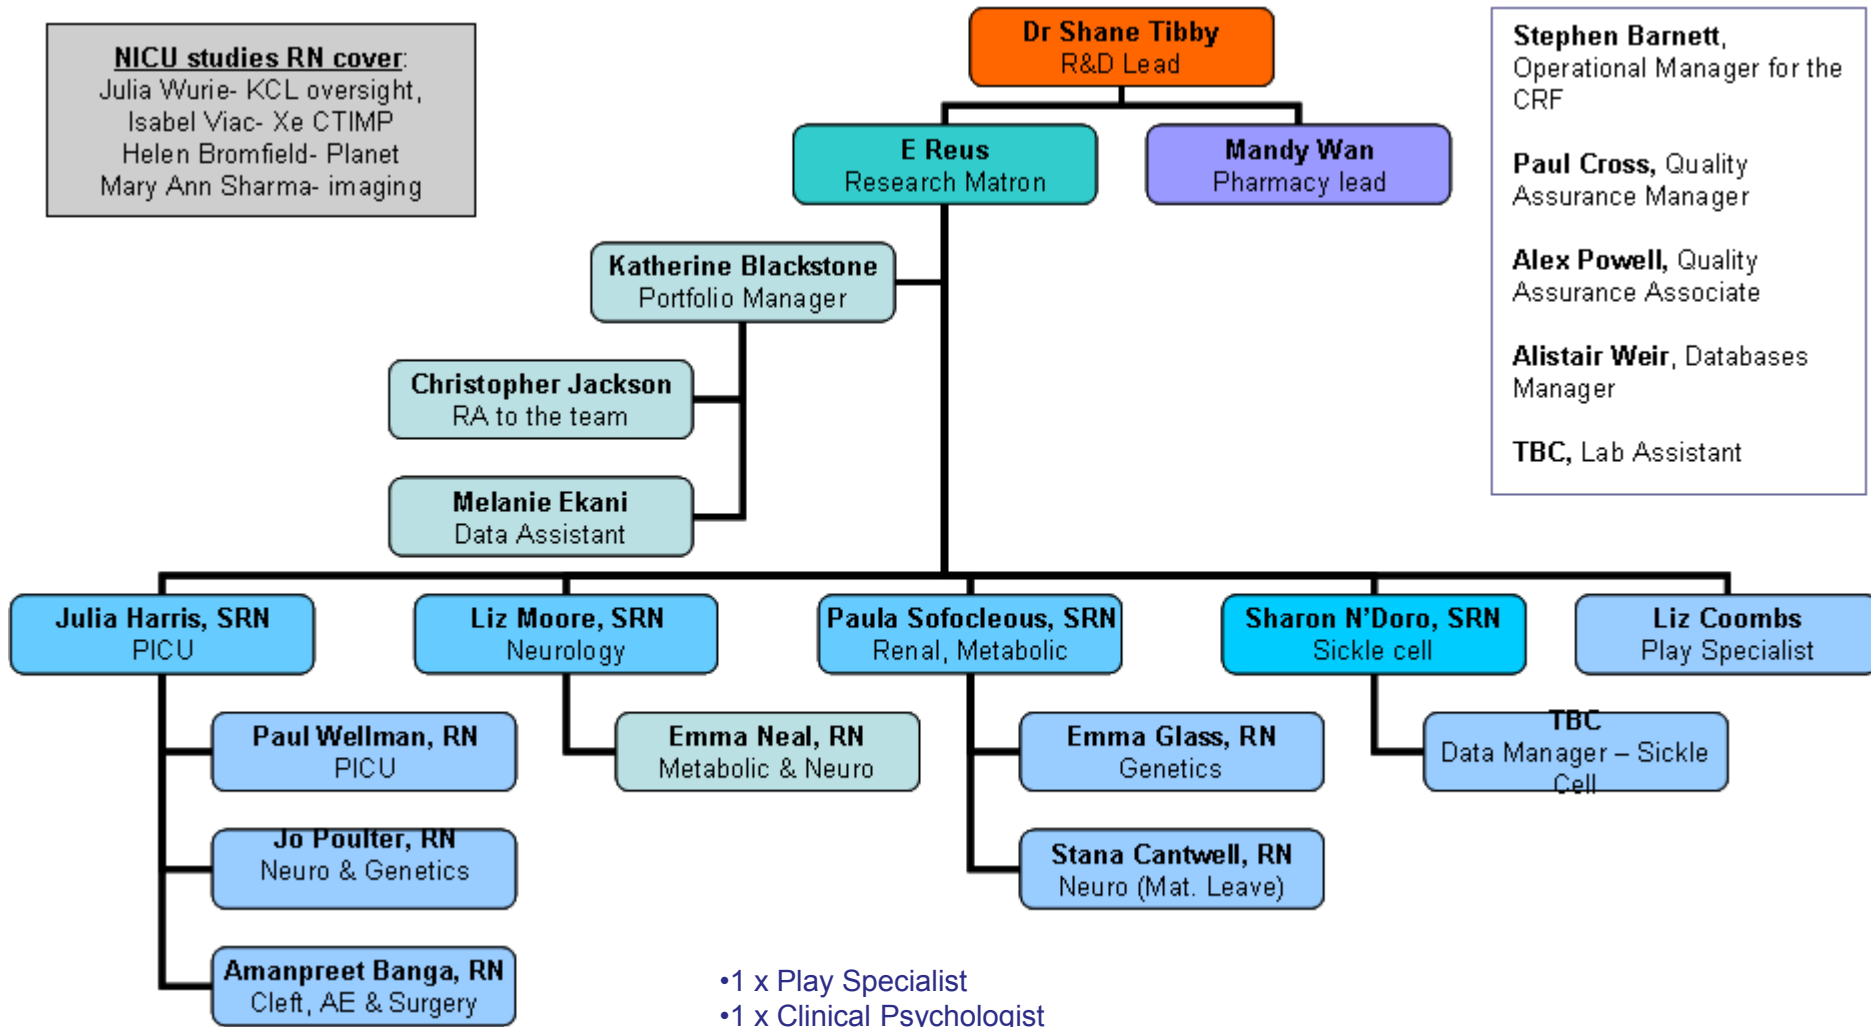 NICU studies RN cover:
Julia Wurie- KCL oversight,
Isabel Viac- Xe CTIMP
Helen Bromfield- Planet
Mary Ann Sharma- imaging
Dr Shane Tibby
R&D Lead
E Reus
Research Matron
Mandy Wan
Pharmacy lead
Stephen Barnett,
Operational Manager for the
CRF
Paul Cross, Quality
Assurance Manager
Alex Powell, Quality
Assurance Associate
Alistair Weir, Databases
Manager
TBC, Lab Assistant
Katherine Blackstone
Portfolio Manager
Christopher Jackson
RA to the team
Melanie Ekani
Data Assistant
Julia Harris, SRN
PICU
Liz Moore, SRN
Neurology
Paula Sofocleous, SRN
Renal, Metabolic
Sharon N'Doro, SRN
Sickle cell
Liz Coombs
Play Specialist
Paul Wellman, RN
PICU
Emma Neal, RN
Metabolic & Neuro
Emma Glass, RN
Genetics
TBC
Data Manager – Sickle
Cell
Jo Poulter, RN
Neuro & Genetics
Stana Cantwell, RN
Neuro (Mat. Leave)
Amanpreet Banga, RN
Cleft, AE & Surgery
•1 x Play Specialist
•1 x Clinical Psychologist